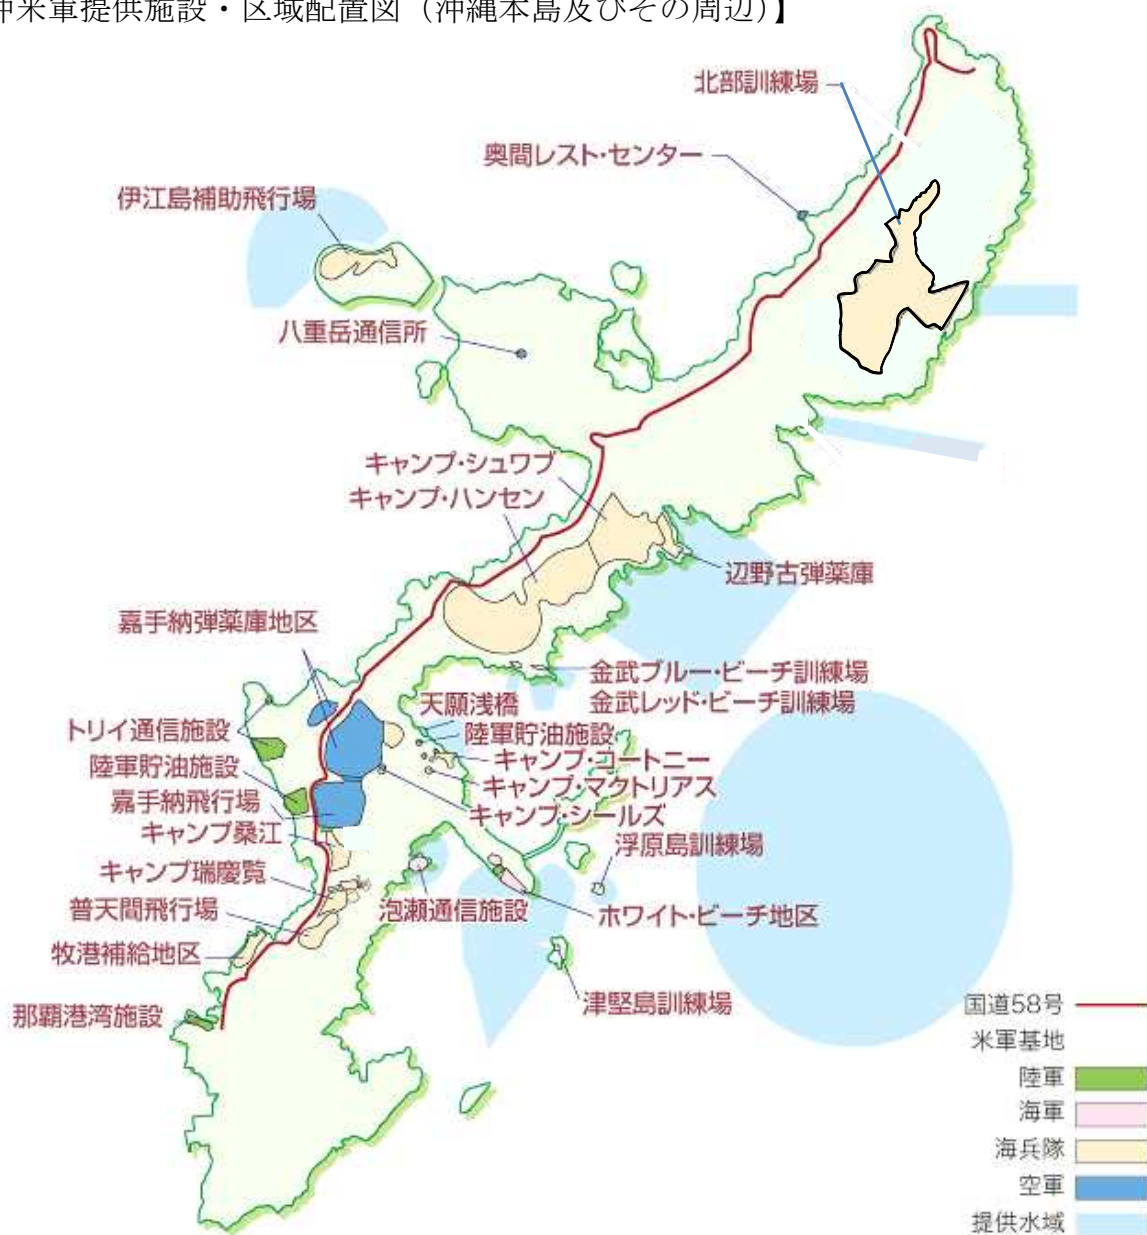 沖米軍提供施設・区域配置図（沖縄本島及びその周辺）】
北部訓練場
奥間レスト・センター
伊江島補助飛行場
八重岳通信所
キャンプ・シュワブ
キャンプ・ハンセン
辺野古弾薬庫
嘉手納弾薬庫地区
金武ブルー・ビーチ訓練場
金武レッド・ビーチ訓練場
天願浅橋
トリイ通信施設
陸軍貯油施設
キャンプ・コートニー
陸軍貯油施設
キャンプ・マクトリアス
嘉手納飛行場
キャンプ・シールズ
キャンプ桑江
浮原島訓練場
キャンプ瑞慶覧
普天間飛行場
泡瀬通信施設
ホワイト・ビーチ地区
牧港補給地区
津堅島訓練場
那覇港湾施設
国道58号
米軍基地
陸軍
海軍
海兵隊
空軍
提供水域